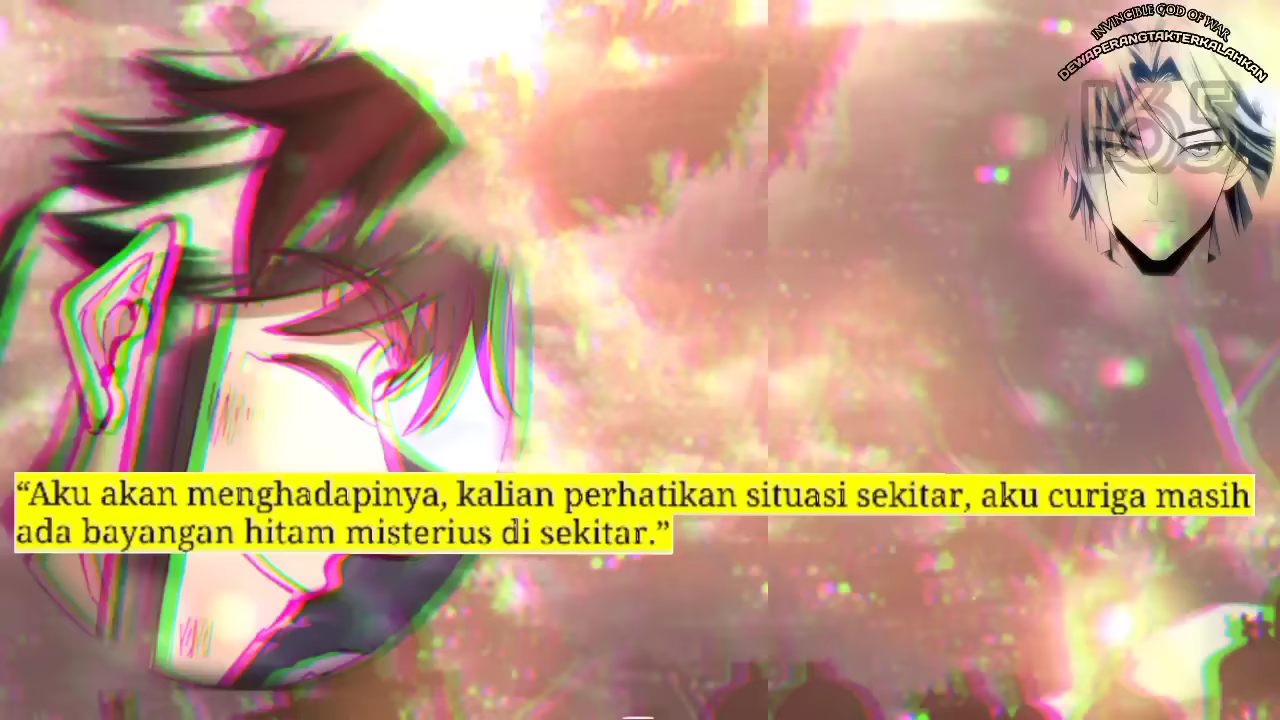 INVINCIBLE GOD OF WAR
DEWAPERANGTAKTERKALAHKAN
165
“Aku akan menghadapinya, kalian perhatikan situasi sekitar, aku curiga masih
ada bayangan hitam misterius di sekitar.”